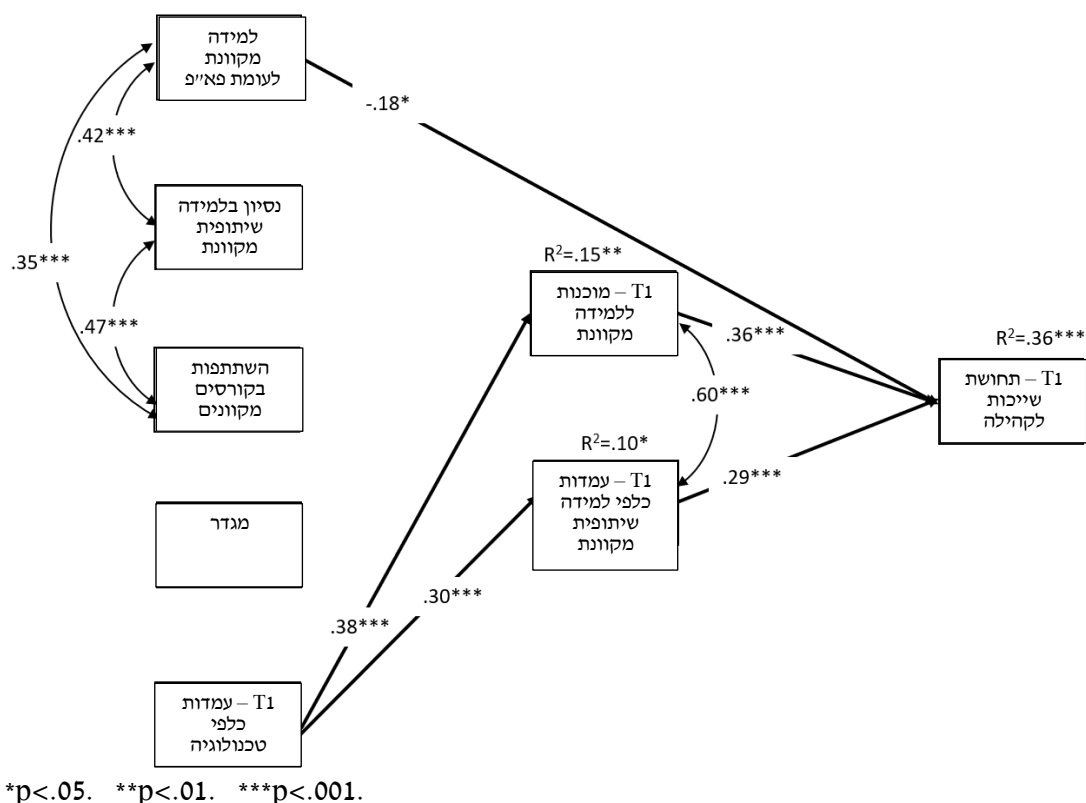 למידה
מקוונת
לעומת פא״פ
-.18*
.42***
נסיון בלמידה
שיתופית
מקוונת
.35***
R²=.15**
.47***
T1 – מוכנות
ללמידה
מקוונת
.36***
R²=.36***
השתתפות
בקורסים
מקוונים
T1 – תחושת
שייכות
לקהילה
.60***
R²=.10*
T1 – עמדות
כלפי למידה
שיתופית
מקוונת
.29***
מגדר
.30***
.38***
T1 – עמדות
כלפי
טכנולוגיה
*p<.05. **p<.01. ***p<.001.